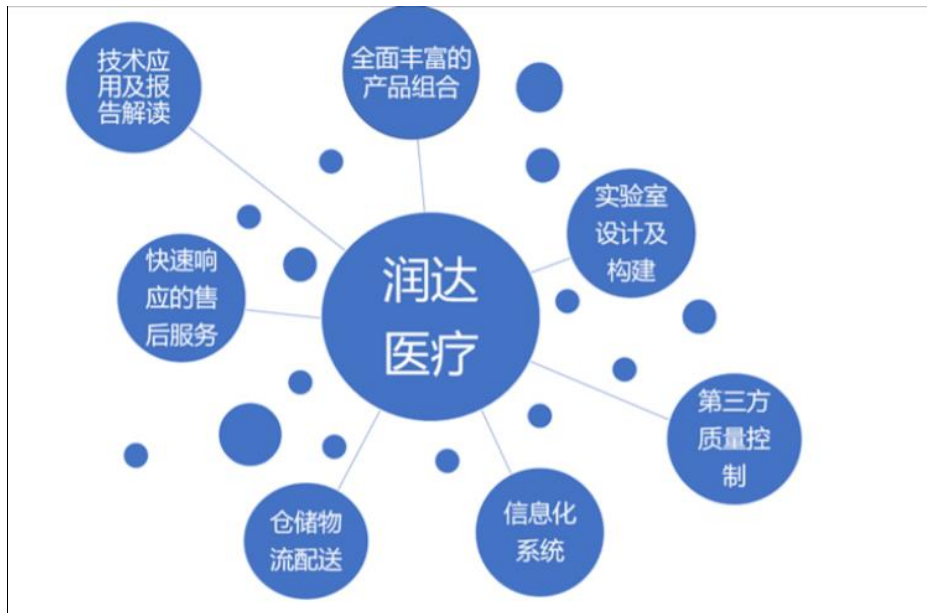 技术应
用及报
告解读
全面丰富的
产品组合
实验室
设计及
构建
快速响
应的售
后服务
润达
医疗
第三方
质量控
制
仓储物
流配送
信息化
系统